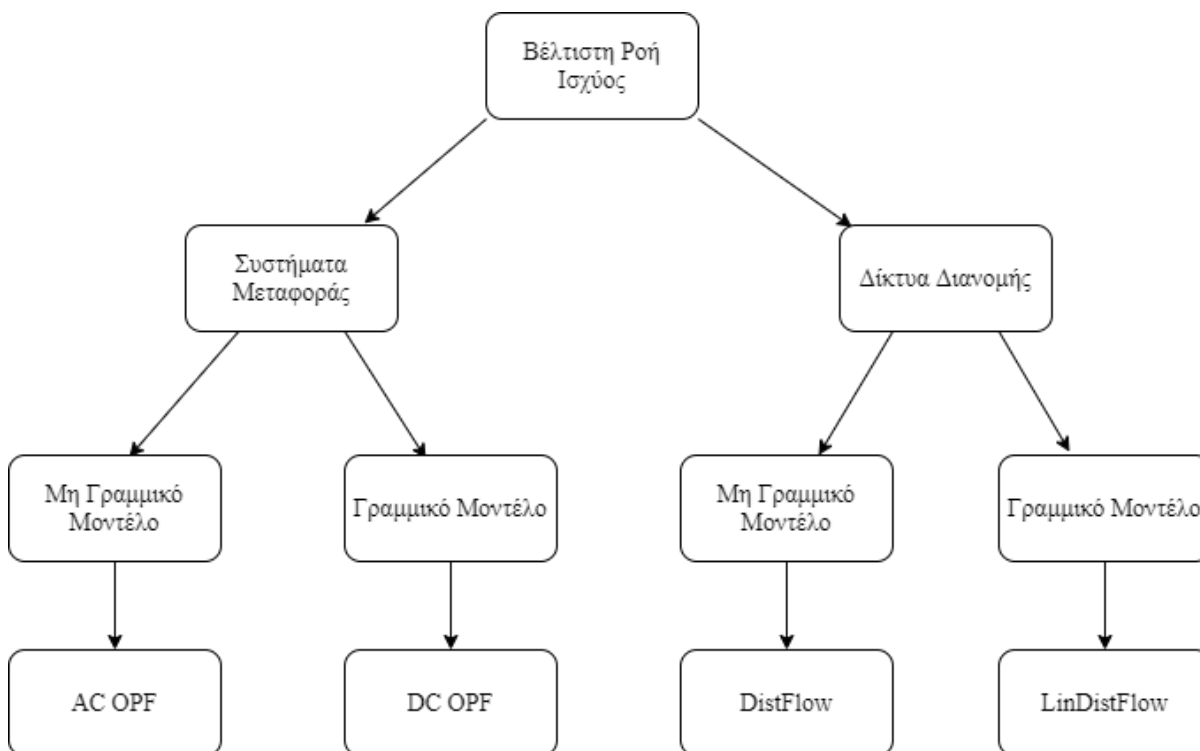 Βέλτιστη Ροή
Ισχύος
Συστήματα
Μεταφοράς
Δίκτυα Διανομής
Μη Γραμμικό
Μοντέλο
Γραμμικό Μοντέλο
Μη Γραμμικό
Μοντέλο
Γραμμικό Μοντέλο
AC OPF
DC OPF
DistFlow
LinDistFlow